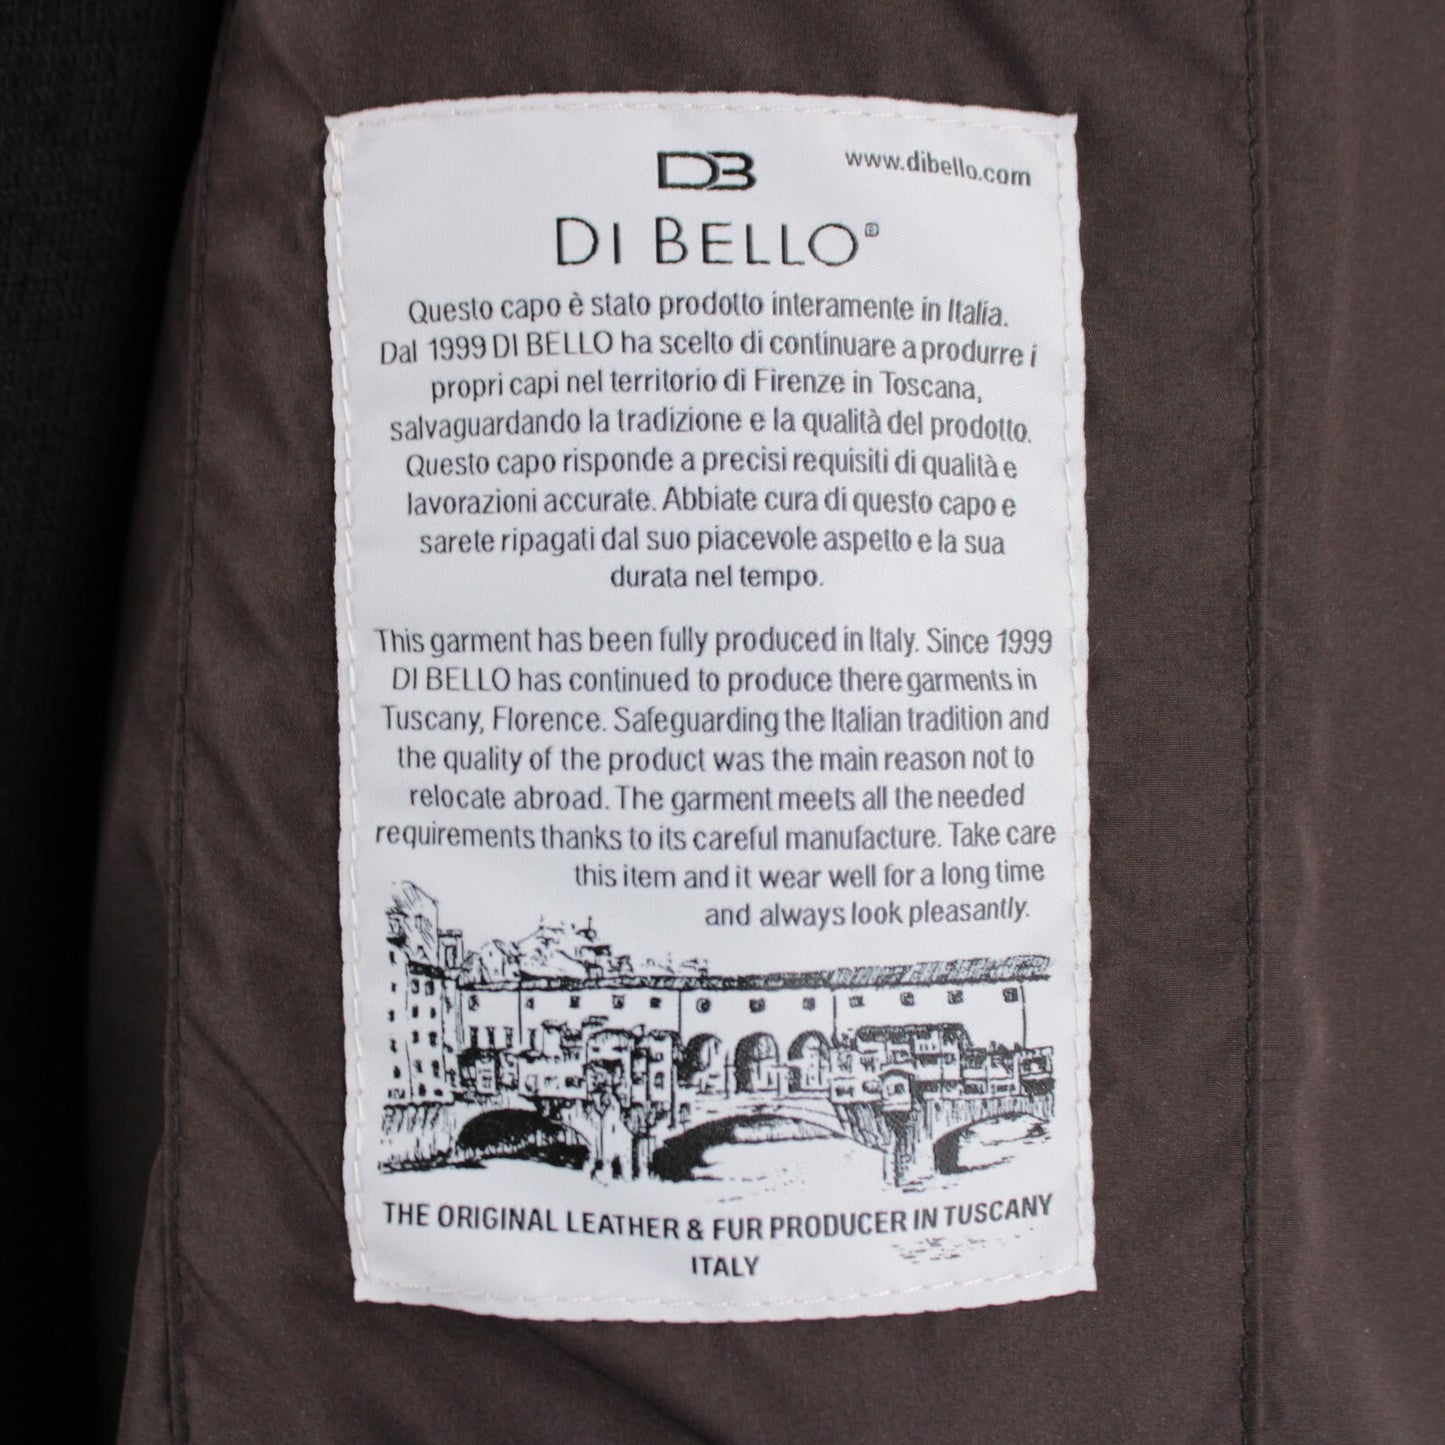 DB
www.dibello.com
DI BELLO®
Questo capo è stato prodotto interamente in Italia.
Dal 1999 DI BELLO ha scelto di continuare a produrre i
propri capi nel territorio di Firenze in Toscana,
salvaguardando la tradizione e la qualità del prodotto.
Questo capo risponde a precisi requisiti di qualità e
lavorazioni accurate. Abbiate cura di questo capo e
sarete ripagati dal suo piacevole aspetto e la sua
durata nel tempo.
This garment has been fully produced in Italy. Since 1999
DI BELLO has continued to produce there garments in
Tuscany, Florence. Safeguarding the Italian tradition and
the quality of the product was the main reason not to
relocate abroad. The garment meets all the needed
requirements thanks to its careful manufacture. Take care
this item and it wear well for a long time
and always look pleasantly.
THE ORIGINAL LEATHER & FUR PRODUCER IN TUSCANY
ITALY